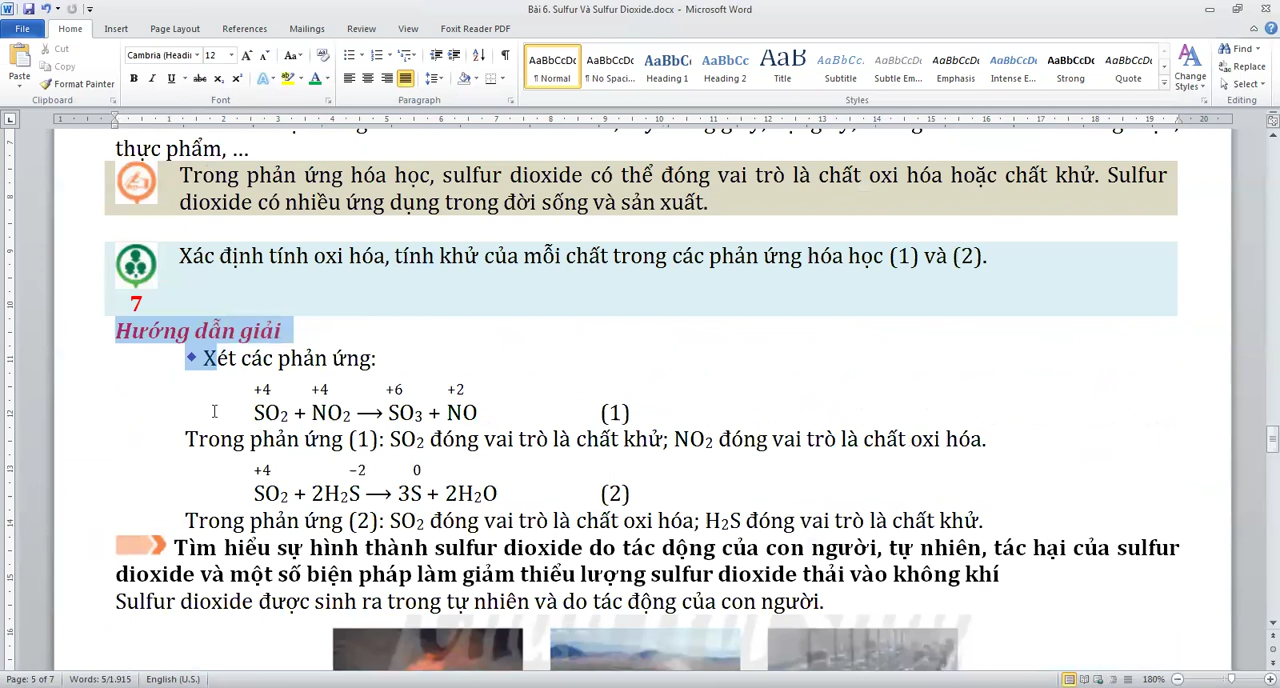 Bài 6. Sulfur Và Sulfur Dioxide.docx - Microsoft Word
File Home Insert Page Layout References Mailings Review View Foxit Reader PDF
Cut
Copy
Format Painter
Paste
Cambria (Headi 12
AaBbCcDc AaBbCcDc AaBbC AaBbCc AaB AaBbCc. AaBbCcDc AaBbCcDc AaBbCcDc AaBbCcDc AaBbCcDc
¶ Normal ¶ No Spaci... Heading 1 Heading 2 Title Subtitle Subtle Em... Emphasis Intense E... Strong Quote
Change Styles
Find
Replace
Select
Clipboard Font Paragraph Styles Editing
thực phẩm, …
Trong phản ứng hóa học, sulfur dioxide có thể đóng vai trò là chất oxi hóa hoặc chất khử. Sulfur
dioxide có nhiều ứng dụng trong đời sống và sản xuất.
Xác định tính oxi hóa, tính khử của mỗi chất trong các phản ứng hóa học (1) và (2).
7
Hướng dẫn giải
Xét các phản ứng:
+4 +4 +6 +2
SO₂ + NO₂ ⟶ SO₃ + NO (1)
Trong phản ứng (1): SO₂ đóng vai trò là chất khử; NO₂ đóng vai trò là chất oxi hóa.
+4 −2 0
SO₂ + 2H₂S ⟶ 3S + 2H₂O (2)
Trong phản ứng (2): SO₂ đóng vai trò là chất oxi hóa; H₂S đóng vai trò là chất khử.
Tìm hiểu sự hình thành sulfur dioxide do tác dộng của con người, tự nhiên, tác hại của sulfur
dioxide và một số biện pháp làm giảm thiểu lượng sulfur dioxide thải vào không khí
Sulfur dioxide được sinh ra trong tự nhiên và do tác động của con người.
Page: 5 of 7 Words: 5/1.915 English (U.S.) 180%